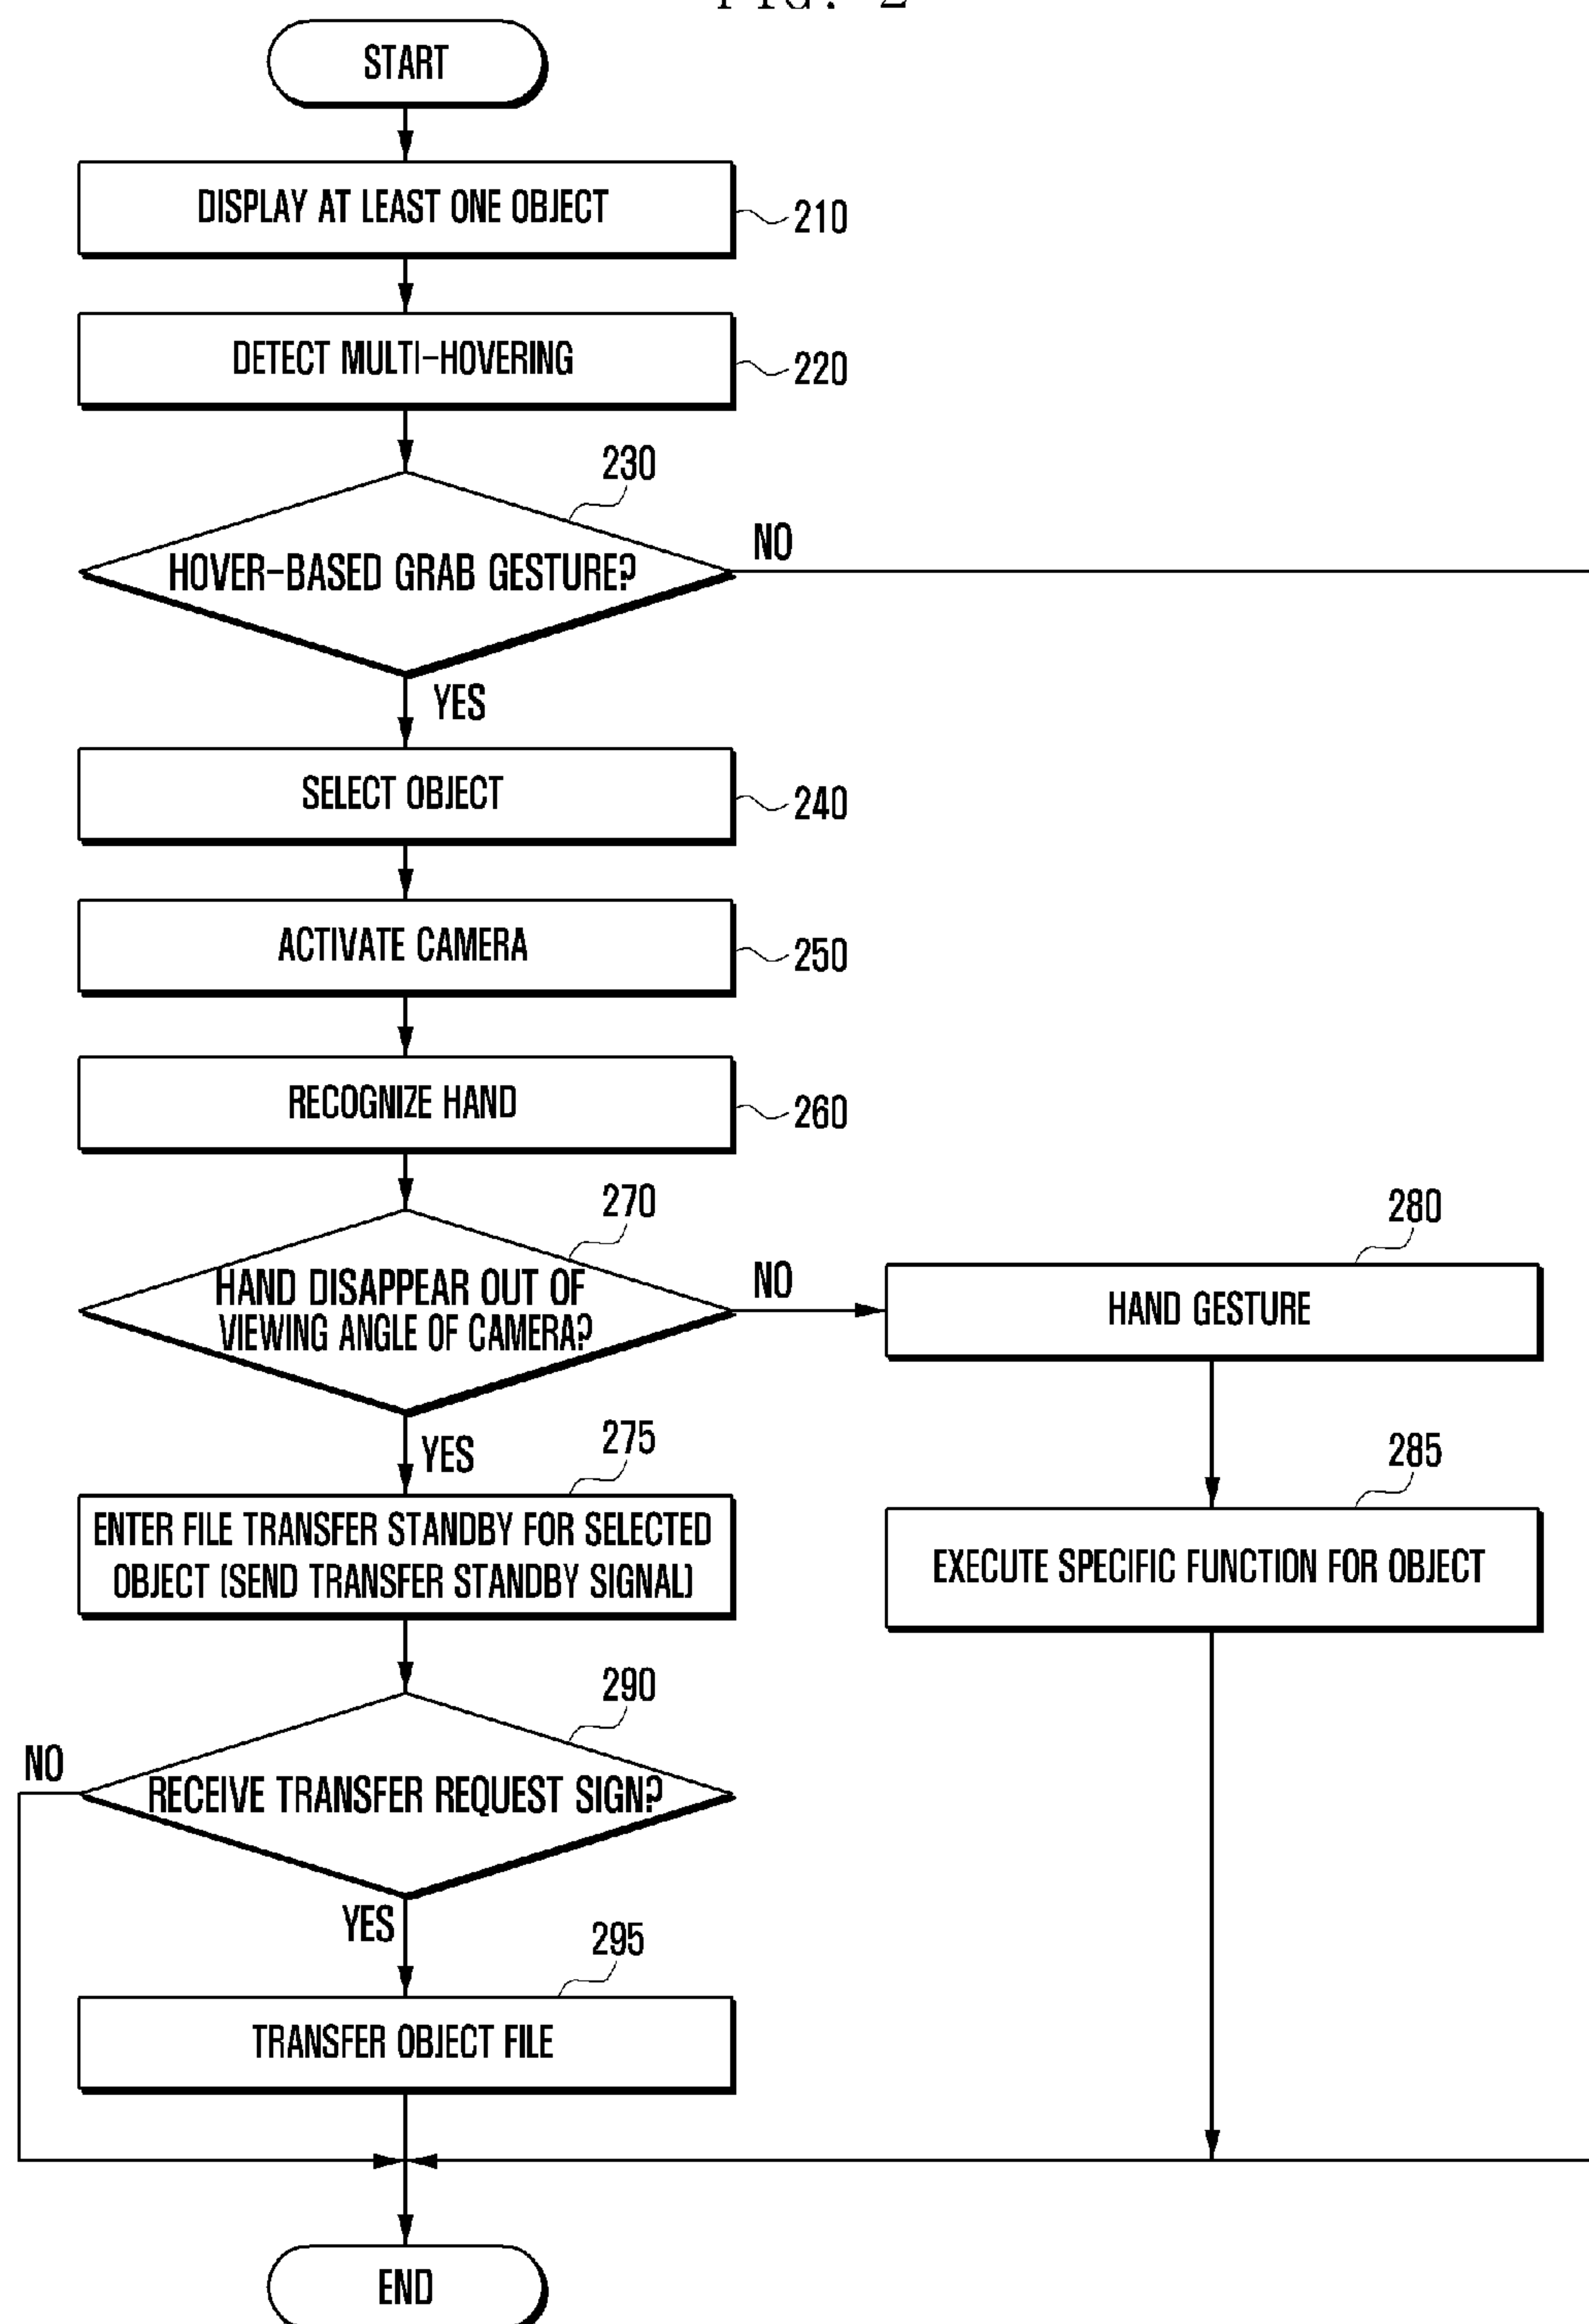 FIG. 2
START
DISPLAY AT LEAST ONE OBJECT
210
DETECT MULTI-HOVERING
220
230
HOVER-BASED GRAB GESTURE?
NO
YES
SELECT OBJECT
240
ACTIVATE CAMERA
250
RECOGNIZE HAND
260
270
HAND DISAPPEAR OUT OF
VIEWING ANGLE OF CAMERA?
NO
280
HAND GESTURE
YES
275
ENTER FILE TRANSFER STANDBY FOR SELECTED
OBJECT (SEND TRANSFER STANDBY SIGNAL)
285
EXECUTE SPECIFIC FUNCTION FOR OBJECT
290
NO
RECEIVE TRANSFER REQUEST SIGN?
YES
295
TRANSFER OBJECT FILE
END